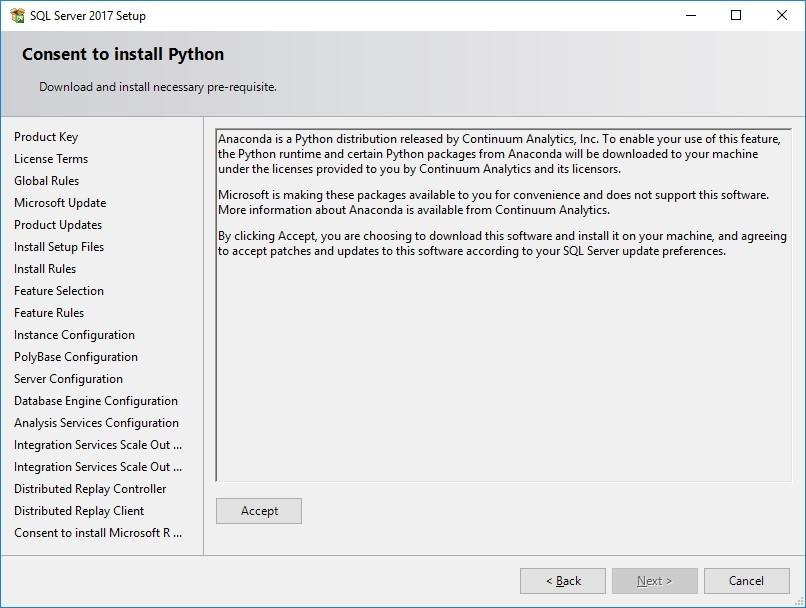 SQL Server 2017 Setup
Consent to install Python
Download and install necessary pre-requisite.
Product Key
License Terms
Global Rules
Microsoft Update
Product Updates
Install Setup Files
Install Rules
Feature Selection
Feature Rules
Instance Configuration
PolyBase Configuration
Server Configuration
Database Engine Configuration
Analysis Services Configuration
Integration Services Scale Out ...
Integration Services Scale Out ...
Distributed Replay Controller
Distributed Replay Client
Consent to install Microsoft R ...
Anaconda is a Python distribution released by Continuum Analytics, Inc. To enable your use of this feature,
the Python runtime and certain Python packages from Anaconda will be downloaded to your machine
under the licenses provided to you by Continuum Analytics and its licensors.
Microsoft is making these packages available to you for convenience and does not support this software.
More information about Anaconda is available from Continuum Analytics.
By clicking Accept, you are choosing to download this software and install it on your machine, and agreeing
to accept patches and updates to this software according to your SQL Server update preferences.
Accept
< Back
Next >
Cancel